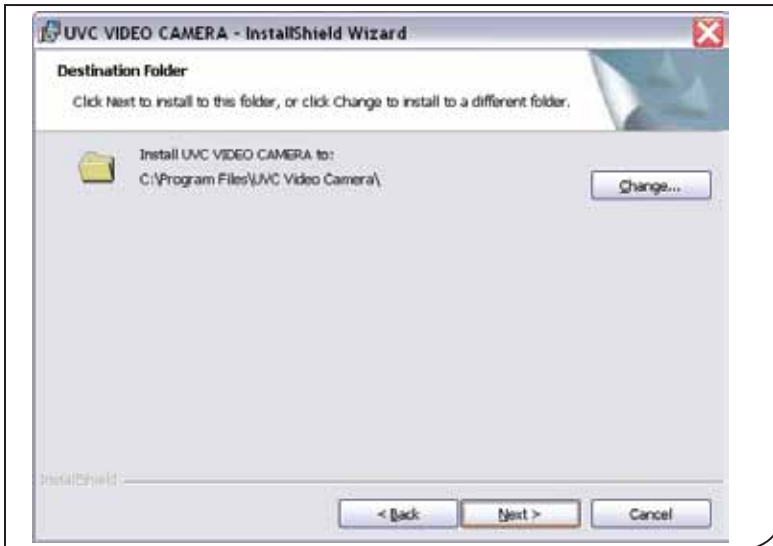 UVC VIDEO CAMERA - InstallShield Wizard
Destination Folder
Click Next to install to this folder, or click Change to install to a different folder.
Install UVC VIDEO CAMERA to:
C:\Program Files\UVC Video Camera\
Change...
InstallShield
< Back
Next >
Cancel